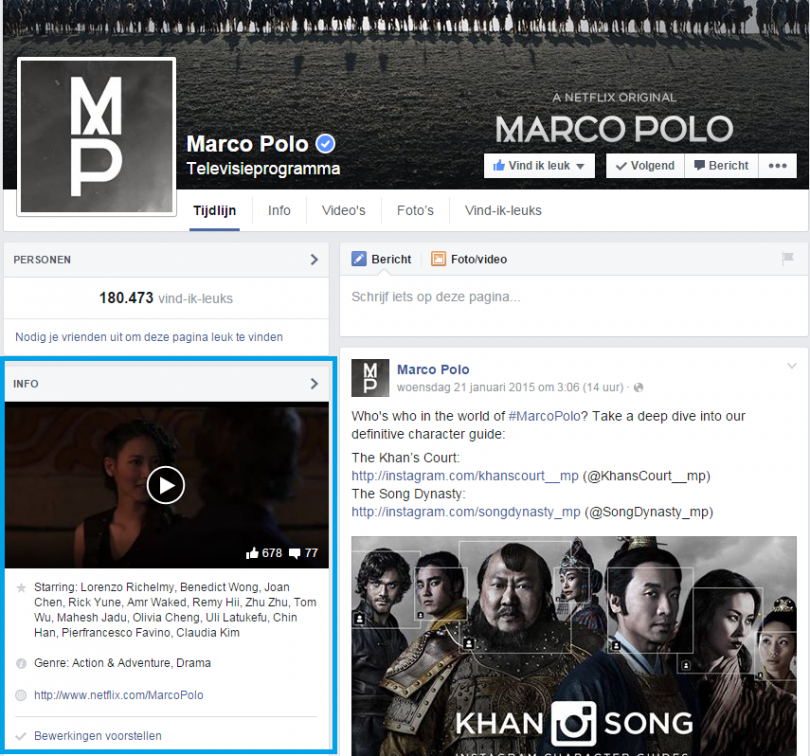 A NETFLIX ORIGINAL
MARCO POLO
MP
Marco Polo
Televisieprogramma
Vind ik leuk
Volgend
Bericht
Tijdlijn
Info
Video's
Foto's
Vind-ik-leuks
PERSONEN
180.473 vind-ik-leuks
Nodig je vrienden uit om deze pagina leuk te vinden
INFO
678
77
Starring: Lorenzo Richelmy, Benedict Wong, Joan
Chen, Rick Yune, Amr Waked, Remy Hii, Zhu Zhu, Tom
Wu, Mahesh Jadu, Olivia Cheng, Uli Latukefu, Chin
Han, Pierfrancesco Favino, Claudia Kim
Genre: Action & Adventure, Drama
http://www.netflix.com/MarcoPolo
Bewerkingen voorstellen
Bericht
Foto/video
Schrijf iets op deze pagina...
MP
Marco Polo
woensdag 21 januari 2015 om 3:06 (14 uur) ·
Who's who in the world of #MarcoPolo? Take a deep dive into our
definitive character guide:
The Khan's Court:
http://instagram.com/khanscourt__mp (@KhansCourt__mp)
The Song Dynasty:
http://instagram.com/songdynasty_mp (@SongDynasty_mp)
KHAN SONG
INSTAGRAM CHARACTER GUIDES